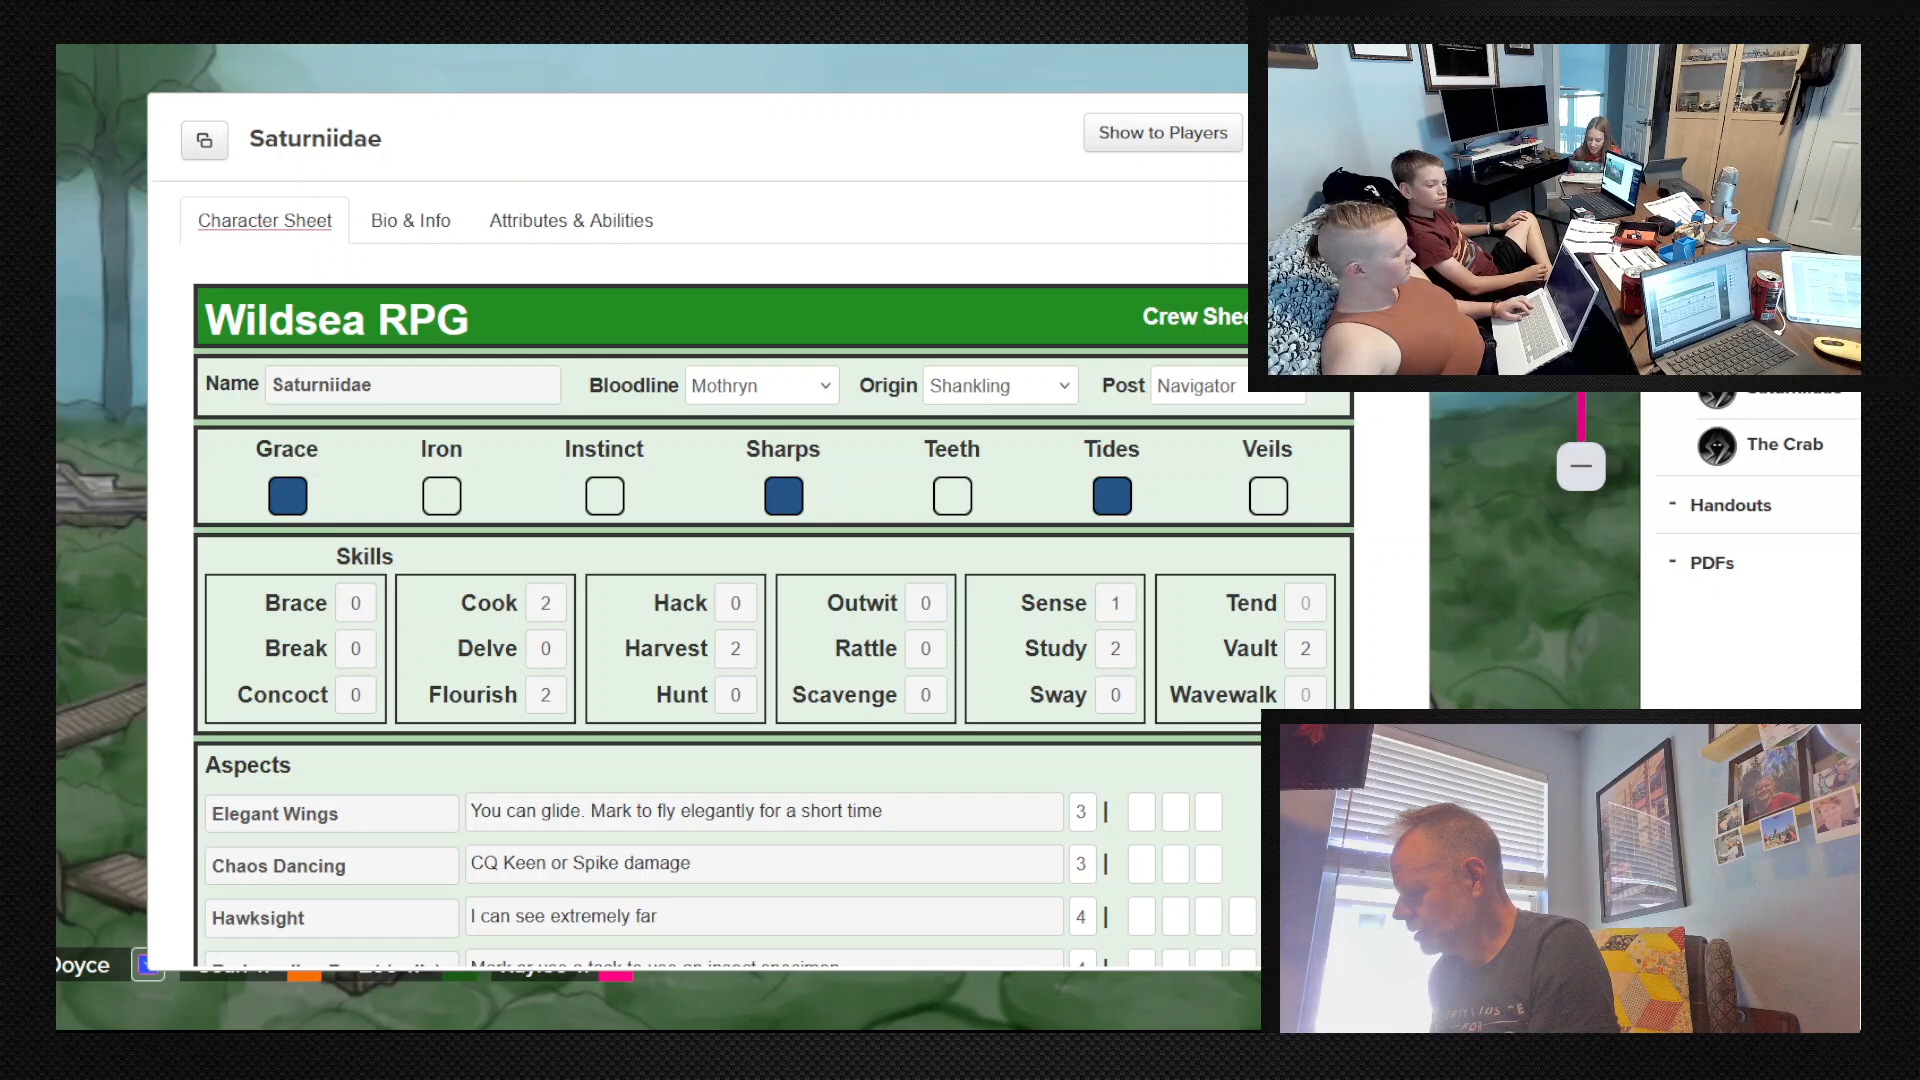 Saturniidae
Show to Players
Character Sheet
Bio & Info
Attributes & Abilities
Wildsea RPG
Crew Shee
Name Saturniidae Bloodline Mothryn Origin Shankling Post Navigator
Grace Iron Instinct Sharps Teeth Tides Veils
Skills
Brace 0 Cook 2 Hack 0 Outwit 0 Sense 1 Tend 0
Break 0 Delve 0 Harvest 2 Rattle 0 Study 2 Vault 2
Concoct 0 Flourish 2 Hunt 0 Scavenge 0 Sway 0 Wavewalk 0
Aspects
Elegant Wings You can glide. Mark to fly elegantly for a short time 3 |
Chaos Dancing CQ Keen or Spike damage 3 |
Hawksight I can see extremely far 4 |
The Crab
- Handouts
- PDFs